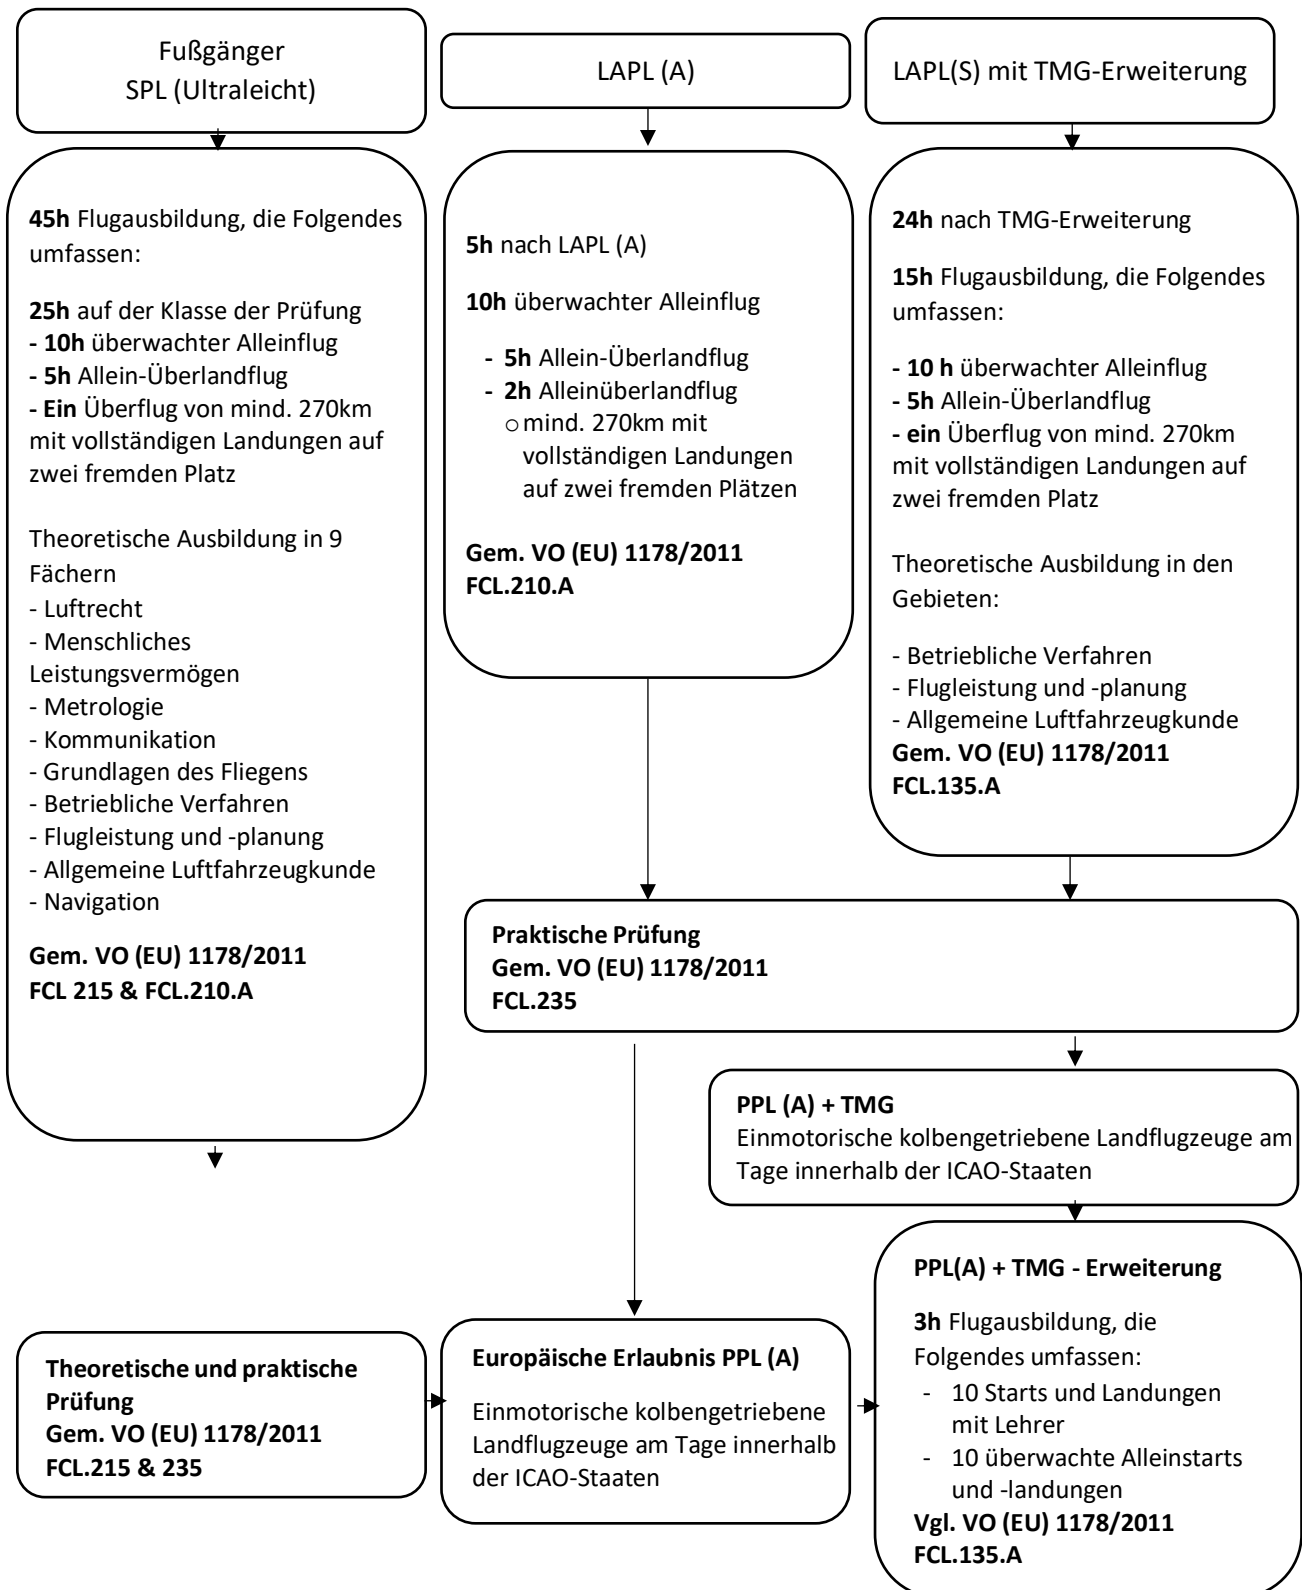 Fußgänger
SPL (Ultraleicht)
LAPL (A)
LAPL(S) mit TMG-Erweiterung
45h Flugausbildung, die Folgendes
umfassen:
25h auf der Klasse der Prüfung
- 10h überwachter Alleinflug
- 5h Allein-Überlandflug
- Ein Überflug von mind. 270km
mit vollständigen Landungen auf
zwei fremden Platz
Theoretische Ausbildung in 9
Fächern
- Luftrecht
- Menschliches
Leistungsvermögen
- Metrologie
- Kommunikation
- Grundlagen des Fliegens
- Betriebliche Verfahren
- Flugleistung und -planung
- Allgemeine Luftfahrzeugkunde
- Navigation
Gem. VO (EU) 1178/2011
FCL 215 & FCL.210.A
5h nach LAPL (A)
10h überwachter Alleinflug
- 5h Allein-Überlandflug
- 2h Alleinüberlandflug
o mind. 270km mit
vollständigen Landungen
auf zwei fremden Plätzen
Gem. VO (EU) 1178/2011
FCL.210.A
24h nach TMG-Erweiterung
15h Flugausbildung, die Folgendes
umfassen:
- 10 h überwachter Alleinflug
- 5h Allein-Überlandflug
- ein Überflug von mind. 270km
mit vollständigen Landungen auf
zwei fremden Platz
Theoretische Ausbildung in den
Gebieten:
- Betriebliche Verfahren
- Flugleistung und -planung
- Allgemeine Luftfahrzeugkunde
Gem. VO (EU) 1178/2011
FCL.135.A
Praktische Prüfung
Gem. VO (EU) 1178/2011
FCL.235
PPL (A) + TMG
Einmotorische kolbengetriebene Landflugzeuge am
Tage innerhalb der ICAO-Staaten
Theoretische und praktische
Prüfung
Gem. VO (EU) 1178/2011
FCL.215 & 235
Europäische Erlaubnis PPL (A)
Einmotorische kolbengetriebene
Landflugzeuge am Tage innerhalb
der ICAO-Staaten
PPL(A) + TMG - Erweiterung
3h Flugausbildung, die
Folgendes umfassen:
- 10 Starts und Landungen
mit Lehrer
- 10 überwachte Alleinstarts
und -landungen
Vgl. VO (EU) 1178/2011
FCL.135.A